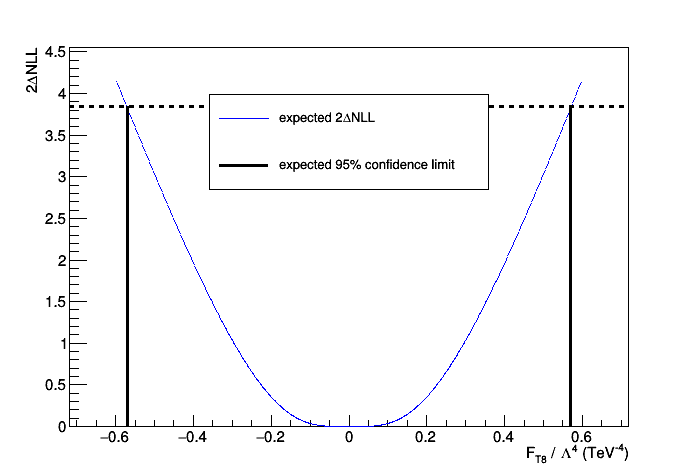 2ΔNLL
4.5
4
3.5
3
2.5
2
1.5
1
0.5
0
expected 2ΔNLL
expected 95% confidence limit
−0.6 −0.4 −0.2 0 0.2 0.4 0.6
F_T8 / Λ^4 (TeV^-4)